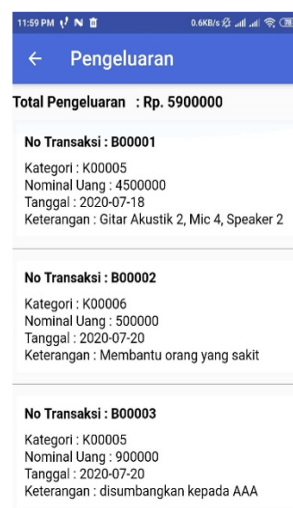 11:59 PM 0.6KB/s
Pengeluaran
Total Pengeluaran : Rp. 5900000
No Transaksi : B00001
Kategori : K00005
Nominal Uang : 4500000
Tanggal : 2020-07-18
Keterangan : Gitar Akustik 2, Mic 4, Speaker 2
No Transaksi : B00002
Kategori : K00006
Nominal Uang : 500000
Tanggal : 2020-07-20
Keterangan : Membantu orang yang sakit
No Transaksi : B00003
Kategori : K00005
Nominal Uang : 900000
Tanggal : 2020-07-20
Keterangan : disumbangkan kepada AAA